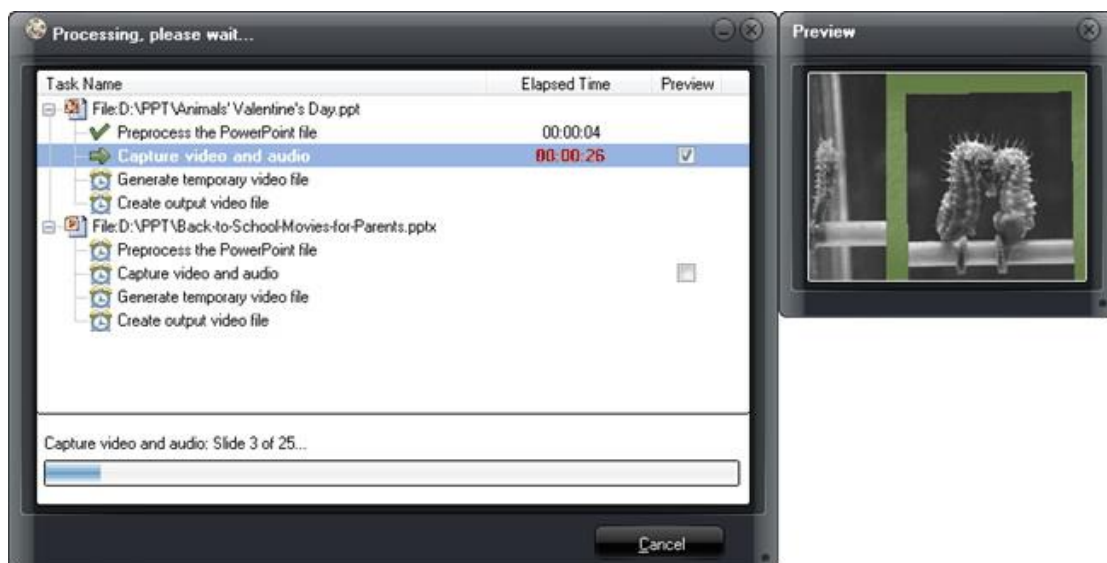 Processing, please wait...
Preview
Task Name Elapsed Time Preview
File:D:\PPT\Animals' Valentine's Day.ppt
Preprocess the PowerPoint file 00:00:04
Capture video and audio 00:00:26
Generate temporary video file
Create output video file
File:D:\PPT\Back-to-School-Movies-for-Parents.pptx
Preprocess the PowerPoint file
Capture video and audio
Generate temporary video file
Create output video file
Capture video and audio: Slide 3 of 25...
Cancel